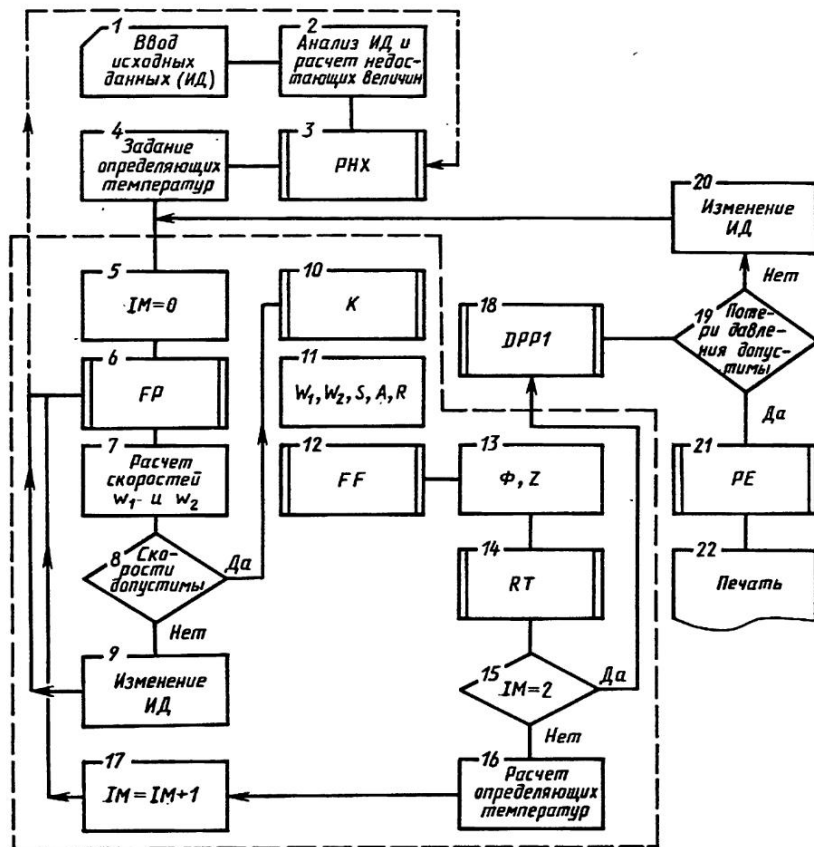 1
Ввод
исходных
данных (ИД)
2
Анализ ИД и
расчет недос-
тающих величин
4
Задание
определяющих
температур
3
РНХ
20
Изменение
ИД
Нет
5
IM=0
10
К
18
DPP1
19
Поте-
ри давле-
ния допус-
тимы
Да
6
FP
11
W₁, W₂, S, A, R
7
Расчет
скоростей
w₁ и w₂
12
FF
13
Ф, Z
21
PE
8
Ско-
рости
допустимы
Да
Нет
14
RT
22
Печать
9
Изменение
ИД
15
IM=2
Да
Нет
17
IM=IM+1
16
Расчет
определяющих
температур